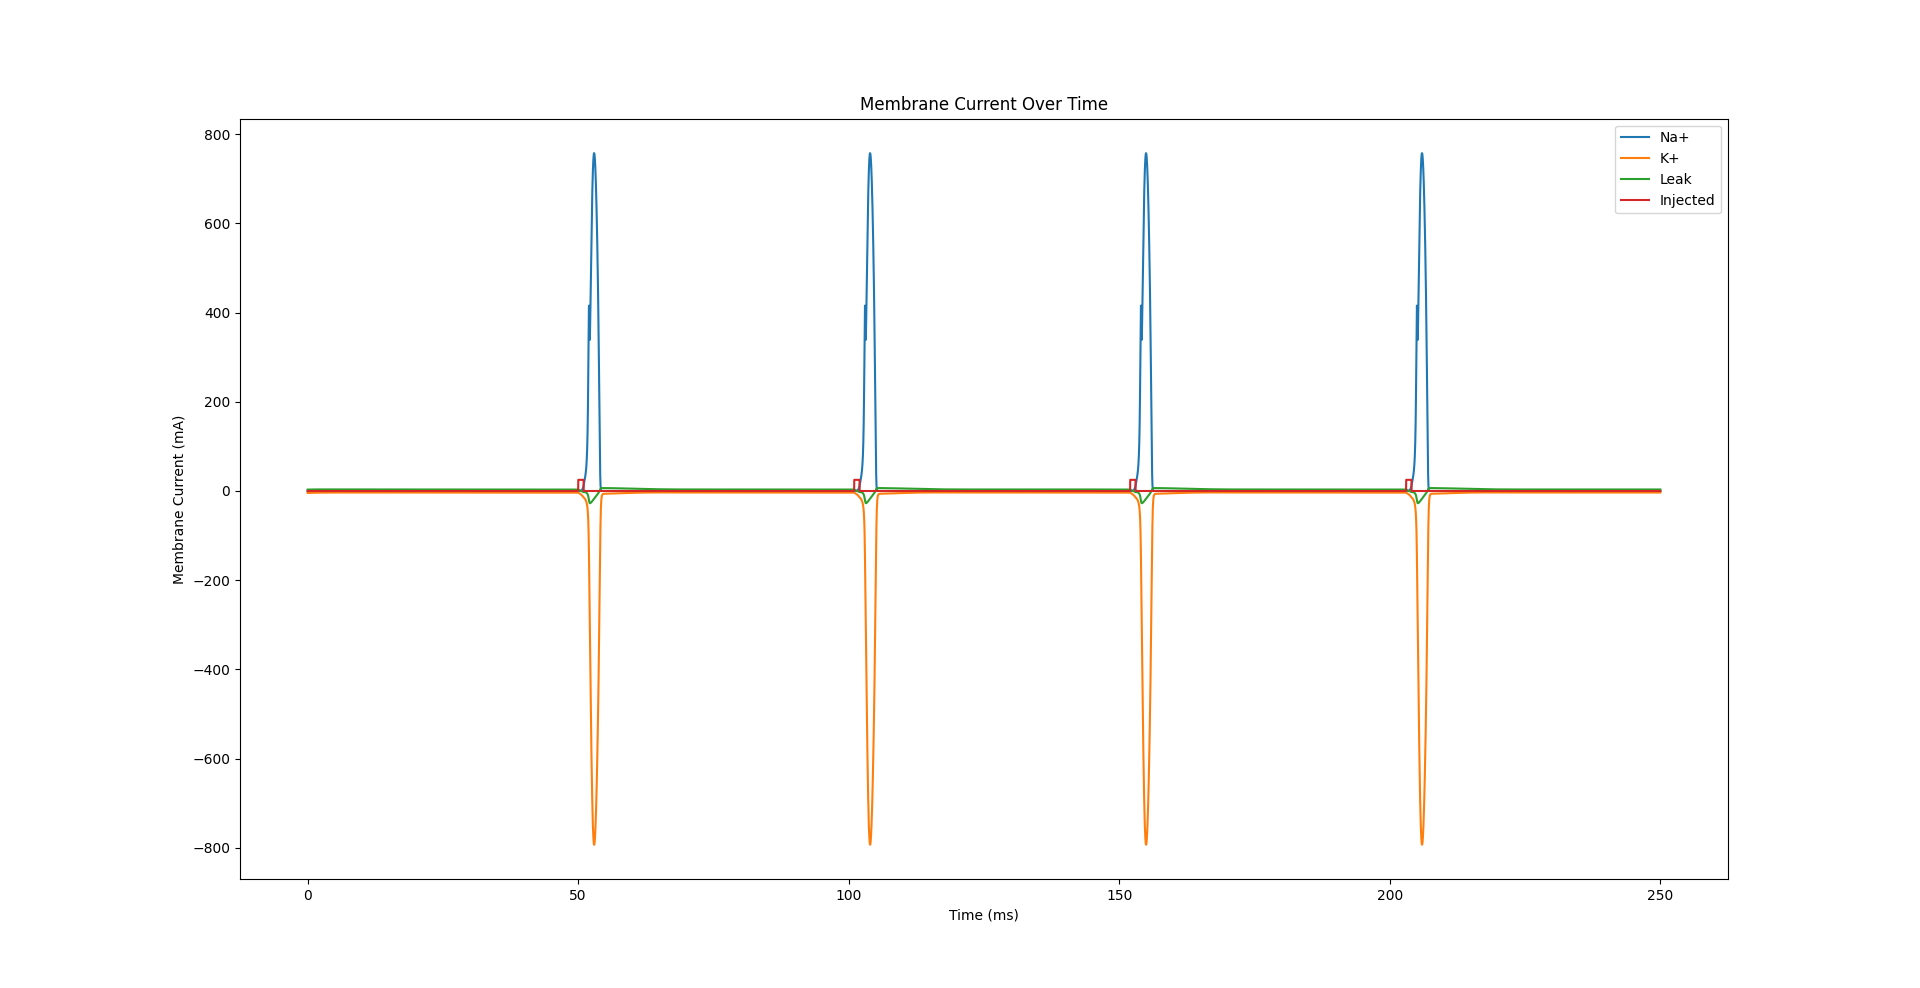 Membrane Current Over Time
Na+
K+
Leak
Injected
Membrane Current (mA)
800
600
400
200
0
−200
−400
−600
−800
0 50 100 150 200 250
Time (ms)